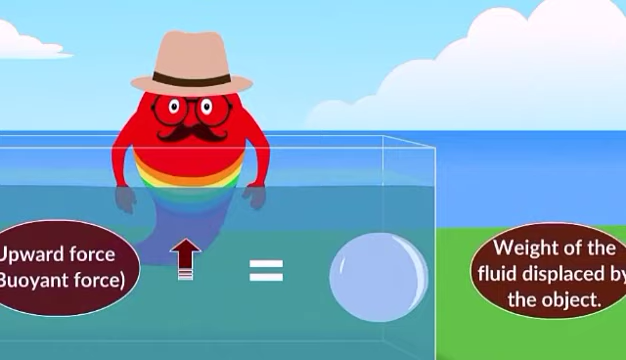 Upward force
Buoyant force)
=
Weight of the
fluid displaced by
the object.